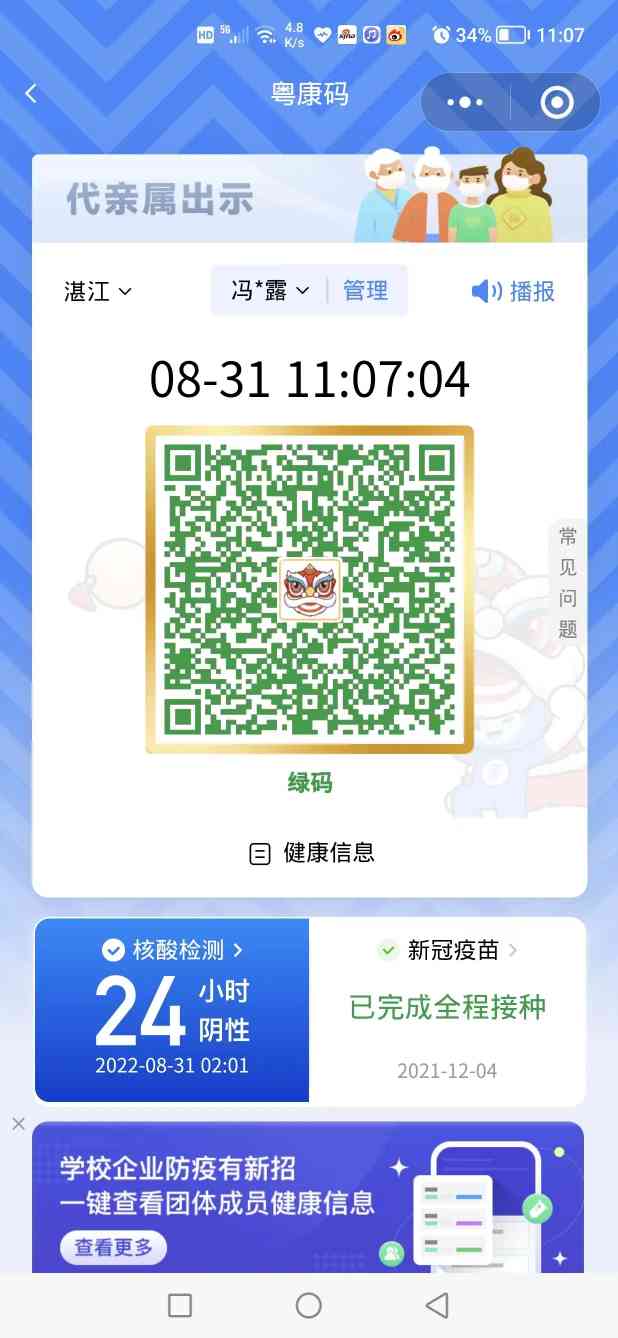 HD 5G 4.8 K/s 34% 11:07
粤康码
代亲属出示
湛江 冯*露 管理 播报
08-31 11:07:04
常见问题
绿码
健康信息
核酸检测
24 小时 阴性
2022-08-31 02:01
新冠疫苗
已完成全程接种
2021-12-04
学校企业防疫有新招
一键查看团体成员健康信息
查看更多